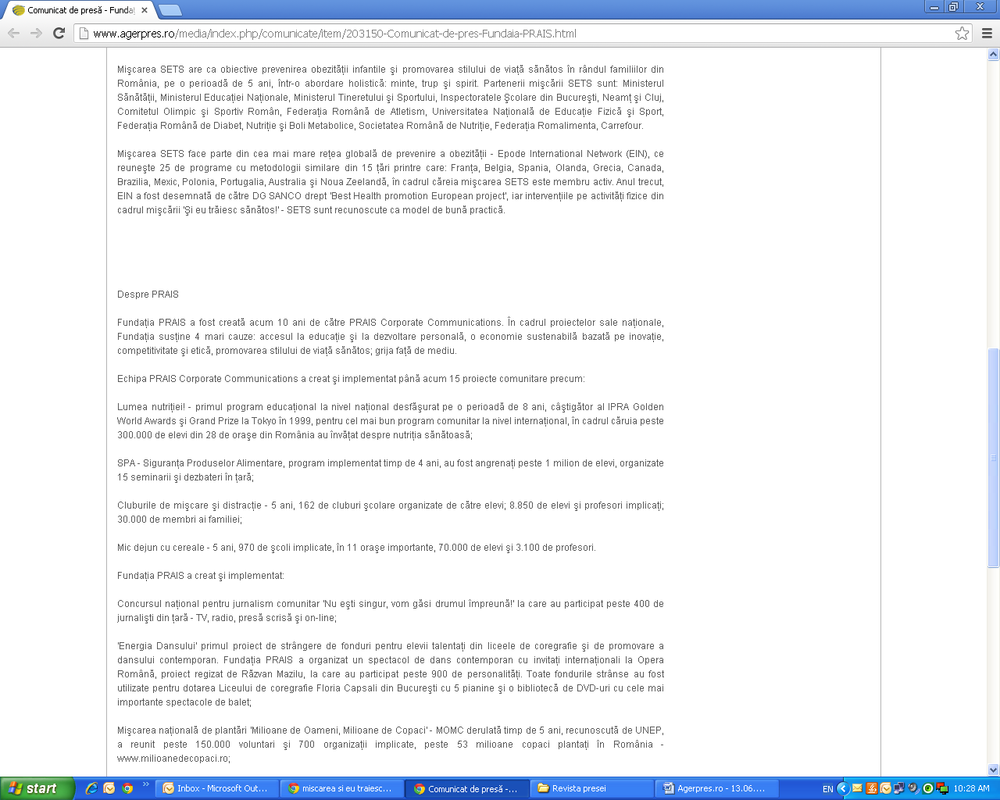 Comunicat de presă - Fundaț
www.agerpres.ro/media/index.php/comunicate/item/203150-Comunicat-de-pres-Fundaia-PRAIS.html
Mişcarea SETS are ca obiective prevenirea obezităţii infantile şi promovarea stilului de viaţă sănătos în rândul familiilor din
România, pe o perioadă de 5 ani, într-o abordare holistică: minte, trup şi spirit. Partenerii mişcării SETS sunt: Ministerul
Sănătăţii, Ministerul Educaţiei Naţionale, Ministerul Tineretului şi Sportului, Inspectoratele Şcolare din Bucureşti, Neamţ şi Cluj,
Comitetul Olimpic şi Sportiv Român, Federaţia Română de Atletism, Universitatea Naţională de Educaţie Fizică şi Sport,
Federaţia Română de Diabet, Nutriţie şi Boli Metabolice, Societatea Română de Nutriţie, Federaţia Romalimenta, Carrefour.
Mişcarea SETS face parte din cea mai mare reţea globală de prevenire a obezităţii - Epode International Network (EIN), ce
reuneşte 25 de programe cu metodologii similare din 15 ţări printre care: Franţa, Belgia, Spania, Olanda, Grecia, Canada,
Brazilia, Mexic, Polonia, Portugalia, Australia şi Noua Zeelandă, în cadrul căreia mişcarea SETS este membru activ. Anul trecut,
EIN a fost desemnată de către DG SANCO drept 'Best Health promotion European project', iar intervenţiile pe activităţi fizice din
cadrul mişcării 'Şi eu trăiesc sănătos!' - SETS sunt recunoscute ca model de bună practică.
Despre PRAIS
Fundaţia PRAIS a fost creată acum 10 ani de către PRAIS Corporate Communications. În cadrul proiectelor sale naţionale,
Fundaţia susţine 4 mari cauze: accesul la educaţie şi la dezvoltare personală, o economie sustenabilă bazată pe inovaţie,
competitivitate şi etică, promovarea stilului de viaţă sănătos; grija faţă de mediu.
Echipa PRAIS Corporate Communications a creat şi implementat până acum 15 proiecte comunitare precum:
Lumea nutriţiei! - primul program educaţional la nivel naţional desfăşurat pe o perioadă de 8 ani, câştigător al IPRA Golden
World Awards şi Grand Prize la Tokyo în 1999, pentru cel mai bun program comunitar la nivel internaţional, în cadrul căruia peste
300.000 de elevi din 28 de oraşe din România au învăţat despre nutriţia sănătoasă;
SPA - Siguranţa Produselor Alimentare, program implementat timp de 4 ani, au fost angrenaţi peste 1 milion de elevi, organizate
15 seminarii şi dezbateri în ţară;
Cluburile de mişcare şi distracţie - 5 ani, 162 de cluburi şcolare organizate de către elevi; 8.850 de elevi şi profesori implicaţi;
30.000 de membri ai familiei;
Mic dejun cu cereale - 5 ani, 970 de şcoli implicate, în 11 oraşe importante, 70.000 de elevi şi 3.100 de profesori.
Fundaţia PRAIS a creat şi implementat:
Concursul naţional pentru jurnalism comunitar 'Nu eşti singur, vom găsi drumul împreună!' la care au participat peste 400 de
jurnalişti din ţară - TV, radio, presă scrisă şi on-line;
'Energia Dansului' primul proiect de strângere de fonduri pentru elevii talentaţi din liceele de coregrafie şi de promovare a
dansului contemporan. Fundaţia PRAIS a organizat un spectacol de dans contemporan cu invitaţi internaţionali la Opera
Română, proiect regizat de Răzvan Mazilu, la care au participat peste 900 de personalităţi. Toate fondurile strânse au fost
utilizate pentru dotarea Liceului de coregrafie Floria Capsali din Bucureşti cu 5 pianine şi o bibliotecă de DVD-uri cu cele mai
importante spectacole de balet;
Mişcarea naţională de plantări 'Milioane de Oameni, Milioane de Copaci' - MOMC derulată timp de 5 ani, recunoscută de UNEP,
a reunit peste 150.000 voluntari şi 700 organizaţii implicate, peste 53 milioane copaci plantaţi în România -
www.milioanedecopaci.ro;
start
Inbox - Microsoft Out...
miscarea si eu traiesc...
Comunicat de presă -...
Revista presei
Agerpres.ro - 13.06....
EN
10:28 AM